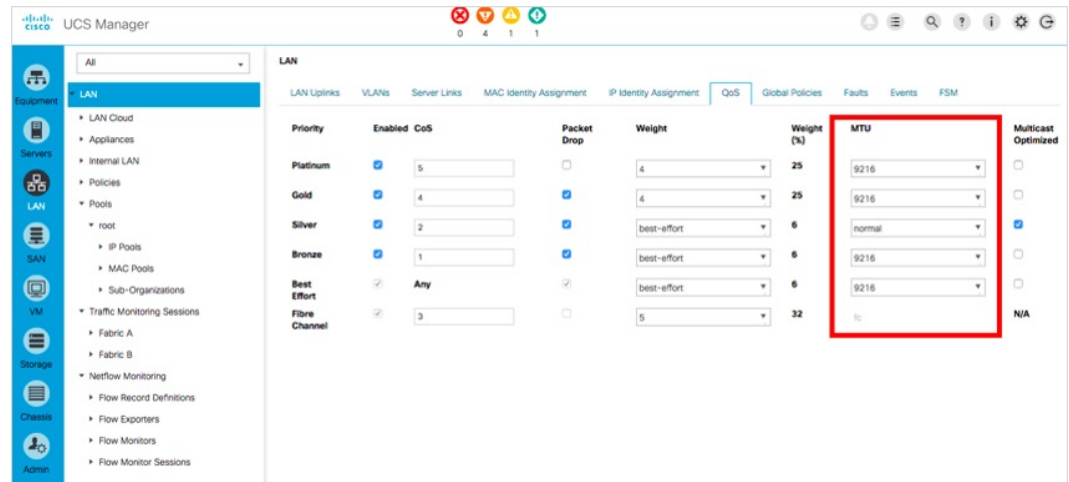 cisco UCS Manager
0 4 1 1
All
LAN
LAN Cloud
Appliances
Internal LAN
Policies
Pools
root
IP Pools
MAC Pools
Sub-Organizations
Traffic Monitoring Sessions
Fabric A
Fabric B
Netflow Monitoring
Flow Record Definitions
Flow Exporters
Flow Monitors
Flow Monitor Sessions
Equipment
Servers
LAN
SAN
VM
Storage
Chassis
Admin
LAN
LAN Uplinks VLANs Server Links MAC Identity Assignment IP Identity Assignment QoS Global Policies Faults Events FSM
Priority Enabled CoS Packet Drop Weight Weight (%) MTU Multicast Optimized
Platinum 5 4 25 9216
Gold 4 4 25 9216
Silver 2 best-effort 6 normal
Bronze 1 best-effort 6 9216
Best Effort Any best-effort 6 9216
Fibre Channel 3 5 32 fc N/A